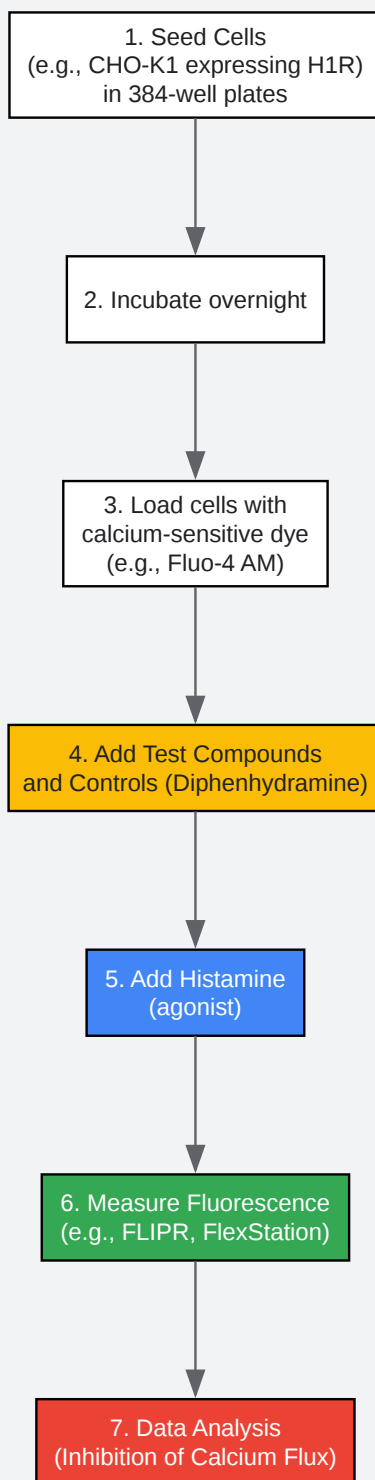 1. Seed Cells
(e.g., CHO-K1 expressing H1R)
in 384-well plates
2. Incubate overnight
3. Load cells with
calcium-sensitive dye
(e.g., Fluo-4 AM)
4. Add Test Compounds
and Controls (Diphenhydramine)
5. Add Histamine
(agonist)
6. Measure Fluorescence
(e.g., FLIPR, FlexStation)
7. Data Analysis
(Inhibition of Calcium Flux)